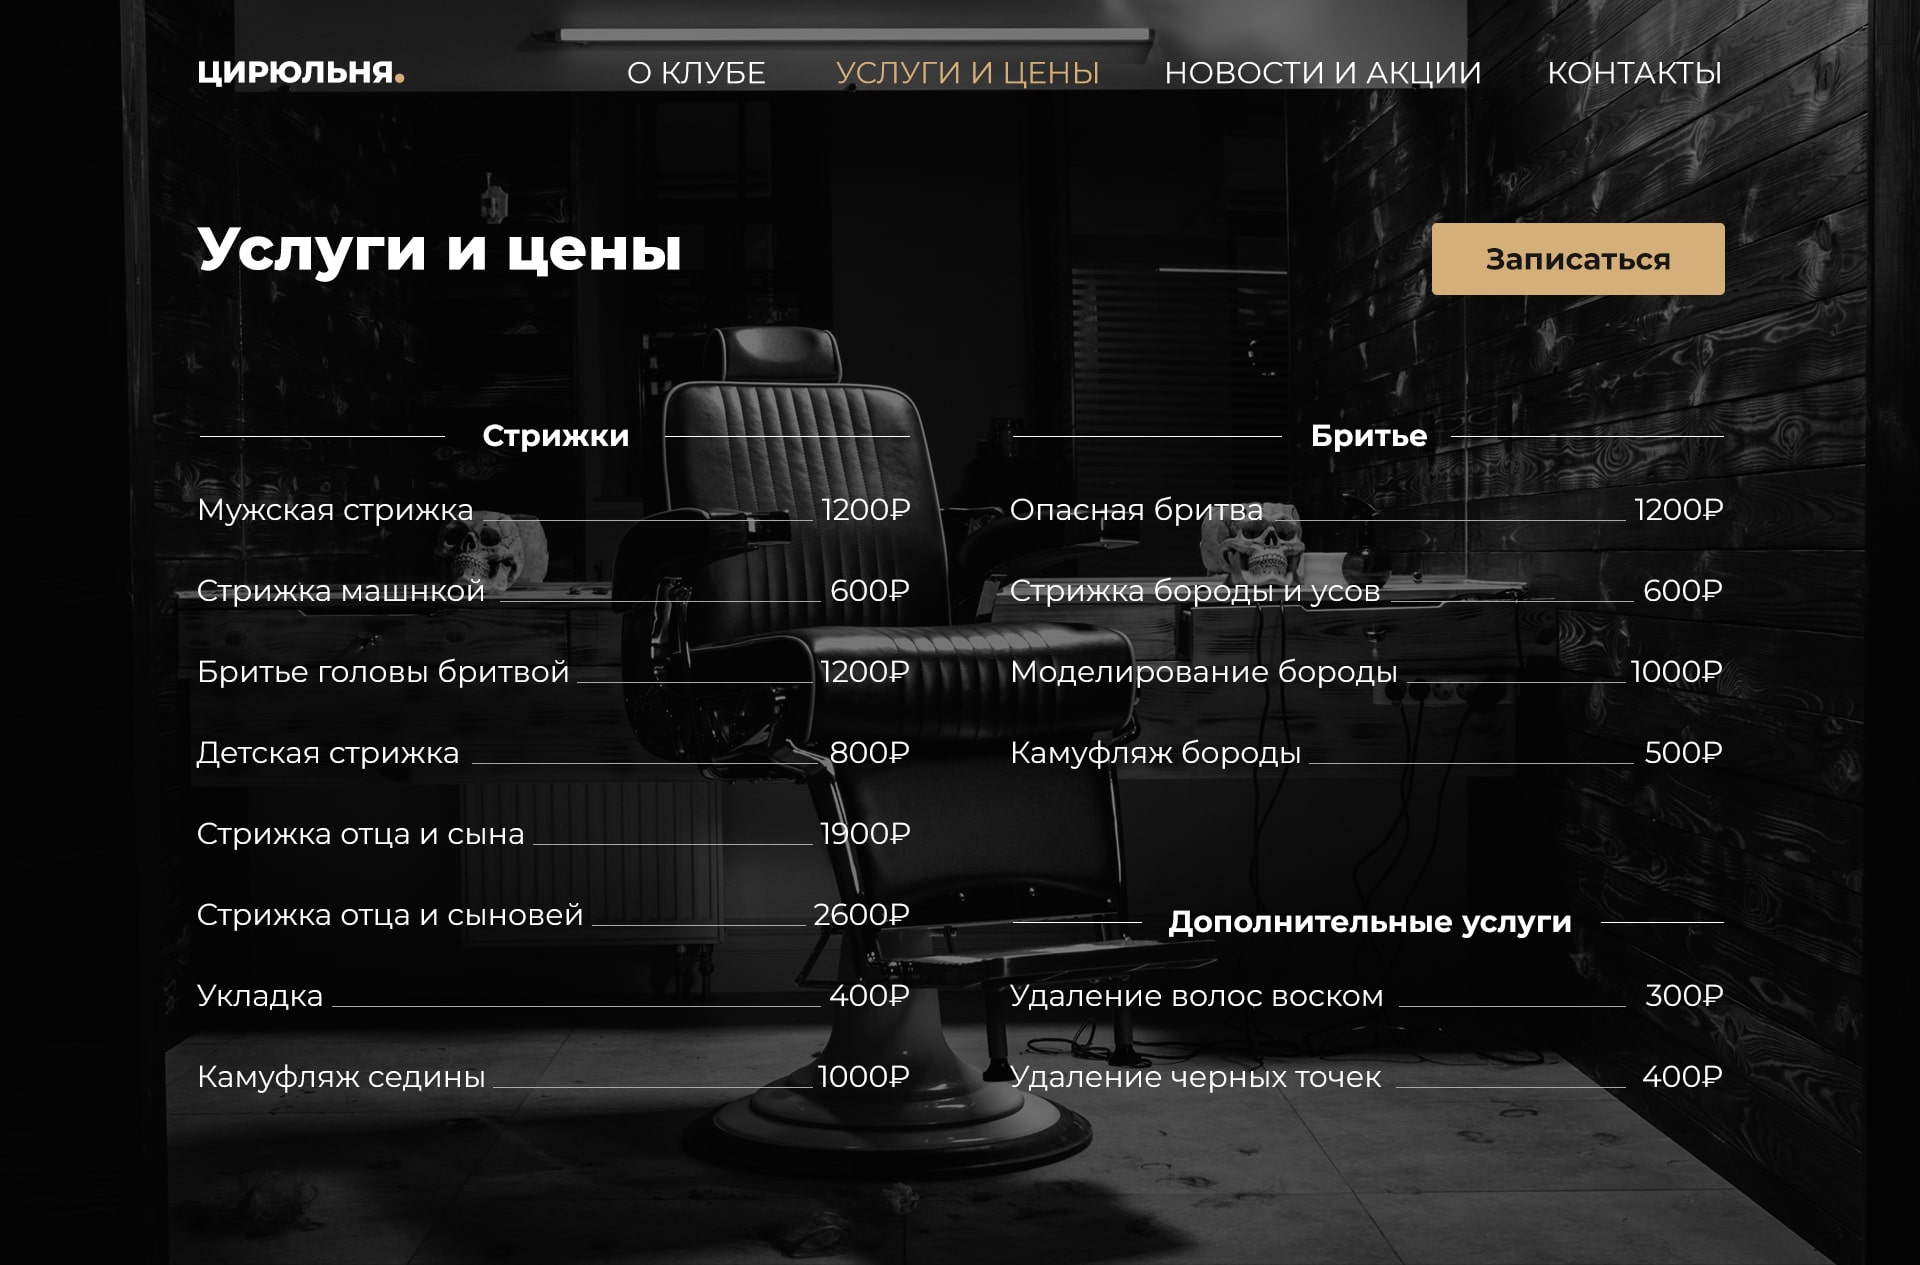 ЦИРЮЛЬНЯ.
О КЛУБЕ
УСЛУГИ И ЦЕНЫ
НОВОСТИ И АКЦИИ
КОНТАКТЫ
Услуги и цены
Записаться
Стрижки
Мужская стрижка 1200₽
Стрижка машнкой 600₽
Бритье головы бритвой 1200₽
Детская стрижка 800₽
Стрижка отца и сына 1900₽
Стрижка отца и сыновей 2600₽
Укладка 400₽
Камуфляж седины 1000₽
Бритье
Опасная бритва 1200₽
Стрижка бороды и усов 600₽
Моделирование бороды 1000₽
Камуфляж бороды 500₽
Дополнительные услуги
Удаление волос воском 300₽
Удаление черных точек 400₽